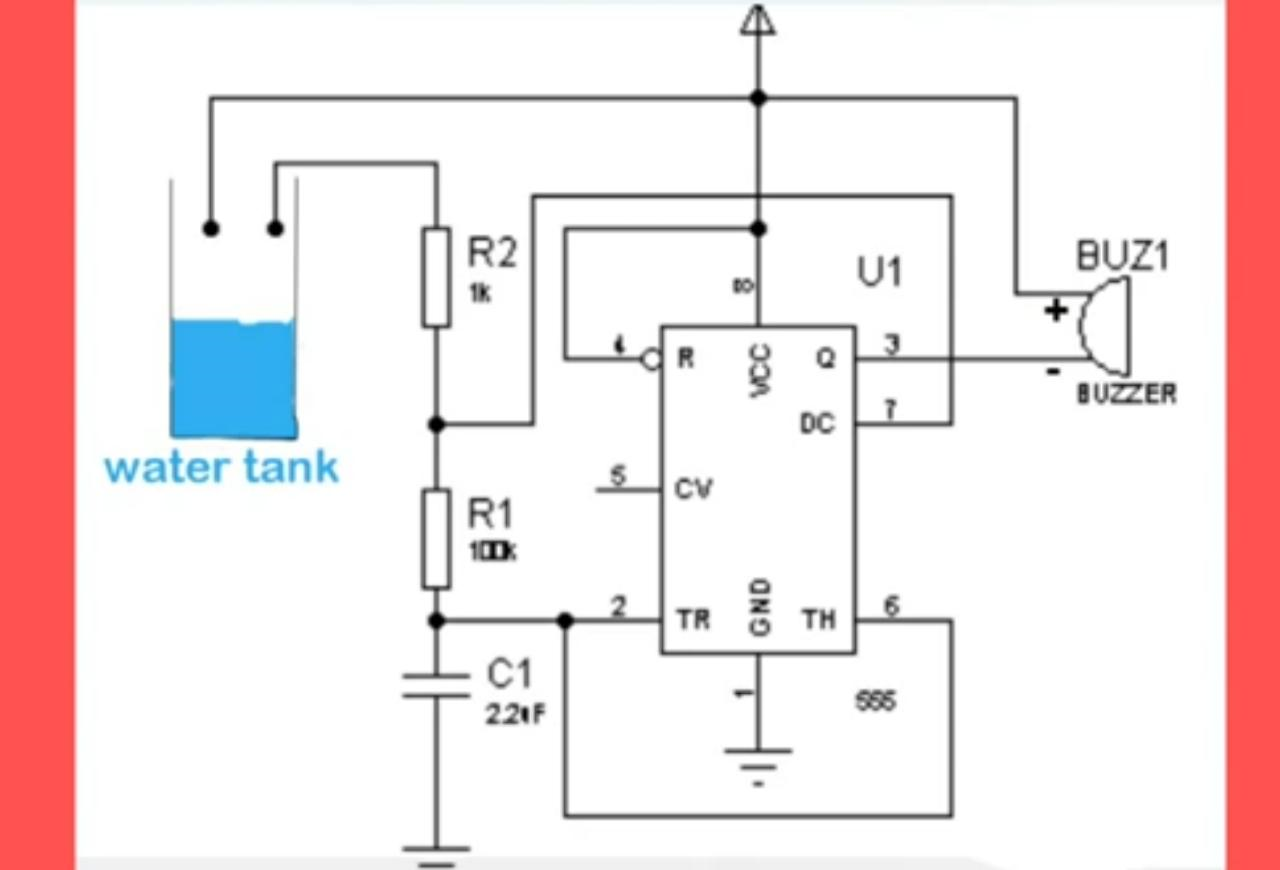 R2
1k
8
U1
BUZ1
+
4
R
VCC
Q
3
-
BUZZER
DC
7
water tank
5
CV
R1
100k
2
TR
GND
TH
6
C1
1
555